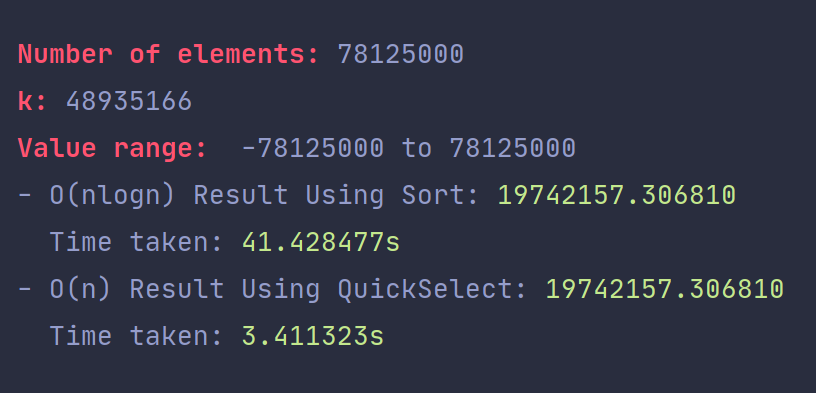 Number of elements: 78125000
k: 48935166
Value range:  -78125000 to 78125000
- O(nlogn) Result Using Sort: 19742157.306810
  Time taken: 41.428477s
- O(n) Result Using QuickSelect: 19742157.306810
  Time taken: 3.411323s